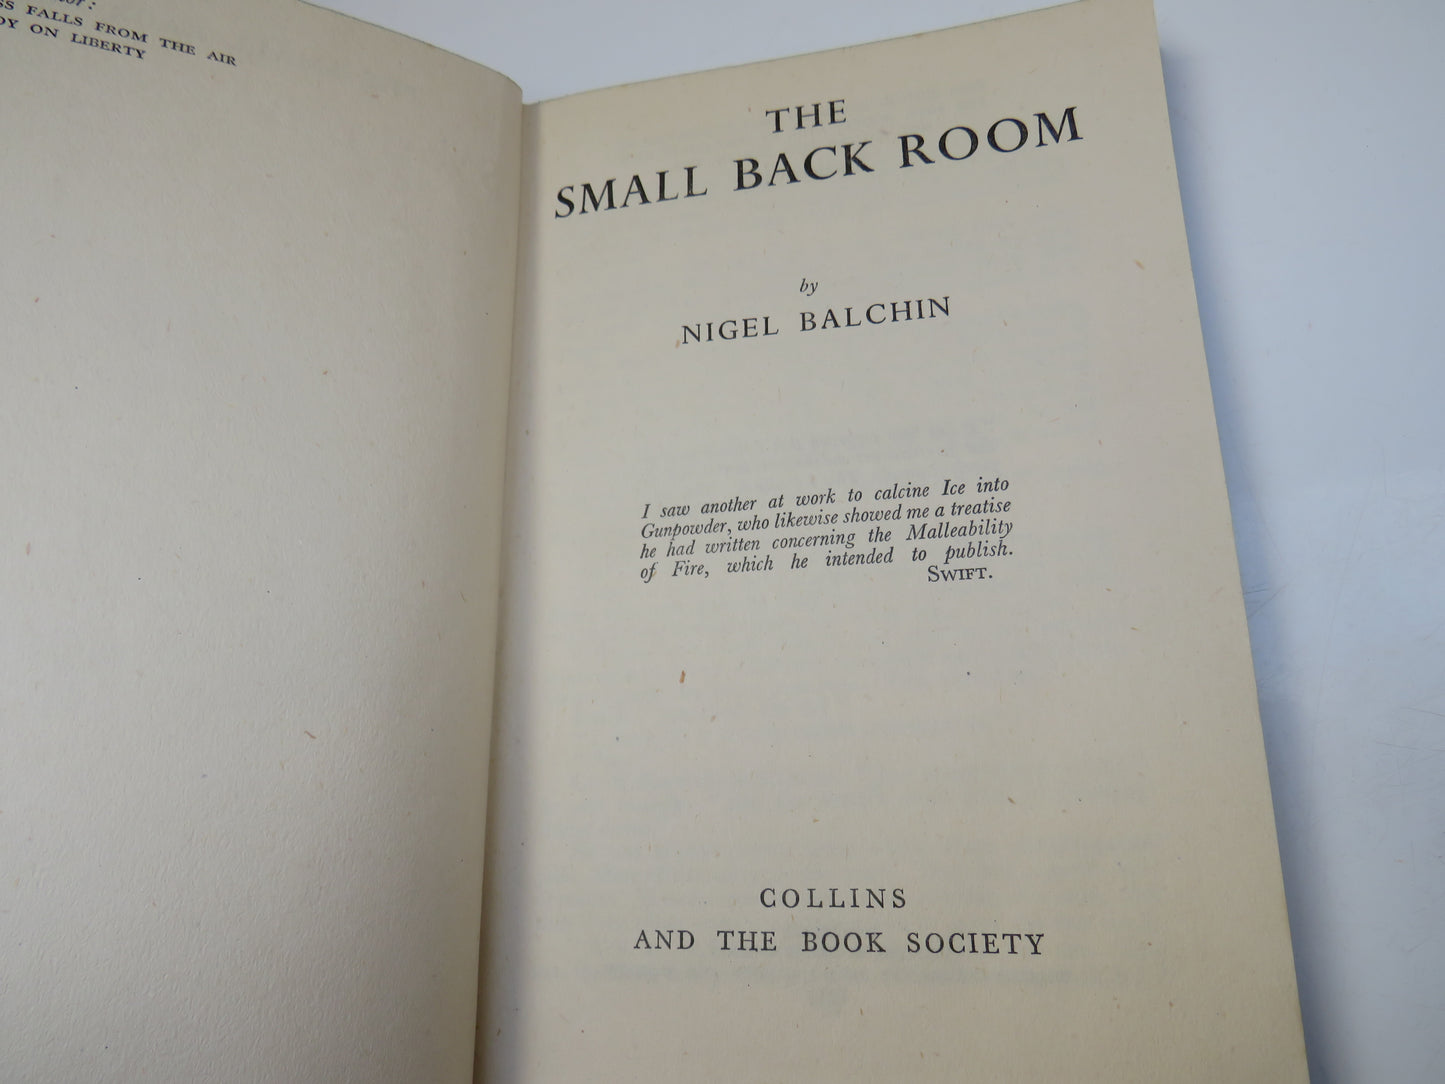 FALLS FROM THE AIR
ON LIBERTY
THE
SMALL BACK ROOM
by
NIGEL BALCHIN
I saw another at work to calcine Ice into
Gunpowder, who likewise showed me a treatise
he had written concerning the Malleability
of Fire, which he intended to publish.
SWIFT.
COLLINS
AND THE BOOK SOCIETY